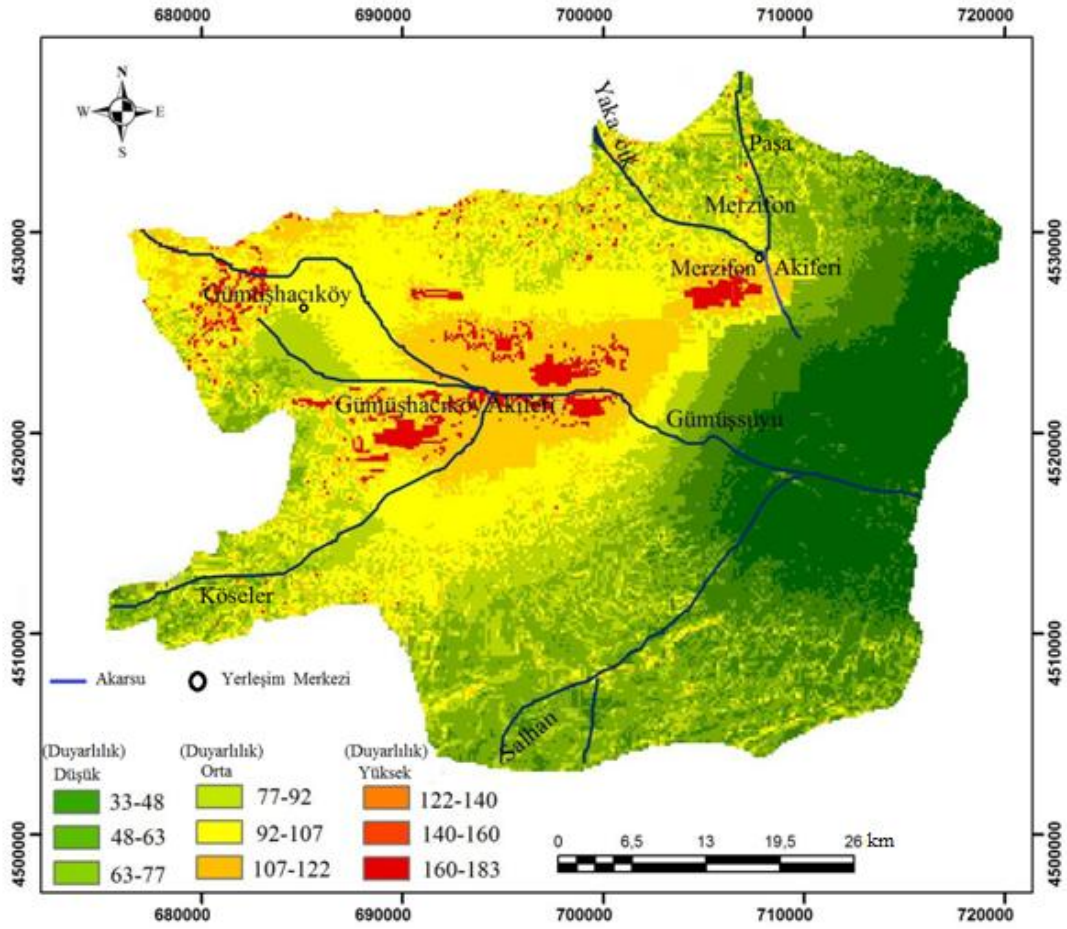 680000 690000 700000 710000 720000
N
W E
S
Yaka çtk
Paşa
Merzifon
4530000 4530000
Merzifon Akiferi
Gümüşhacıköy
Gümüşhacıköy Akiferi
Gümüşsuyu
4520000 4520000
Köseler
4510000 4510000
Akarsu Yerleşim Merkezi
Salhan
(Duyarlılık) (Duyarlılık) (Duyarlılık)
Düşük Orta Yüksek
33-48 77-92 122-140
48-63 92-107 140-160
63-77 107-122 160-183
0 6,5 13 19,5 26 km
4500000 4500000
680000 690000 700000 710000 720000